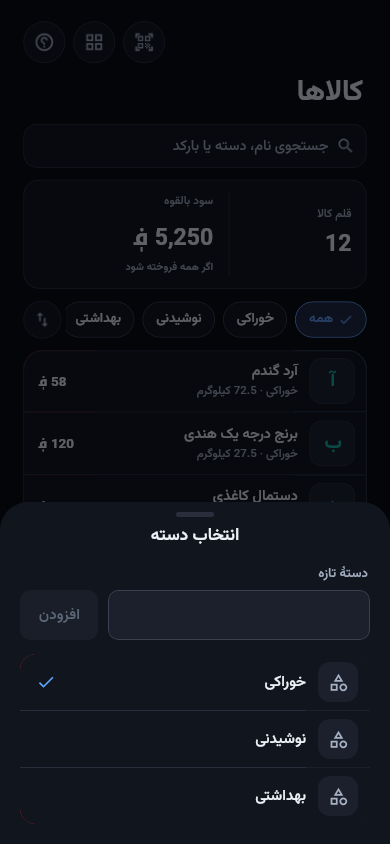 کالاها
جستجوی نام، دسته یا بارکد
قلم کالا
12
سود بالقوه
5,250 ؋
اگر همه فروخته شود
همه
خوراکی
نوشیدنی
بهداشتی
آ
آرد گندم
خوراکی · 72.5 کیلوگرم
58 ؋
ب
برنج درجه یک هندی
خوراکی · 27.5 کیلوگرم
120 ؋
دستمال کاغذی
انتخاب دسته
دستهٔ تازه
افزودن
خوراکی
نوشیدنی
بهداشتی